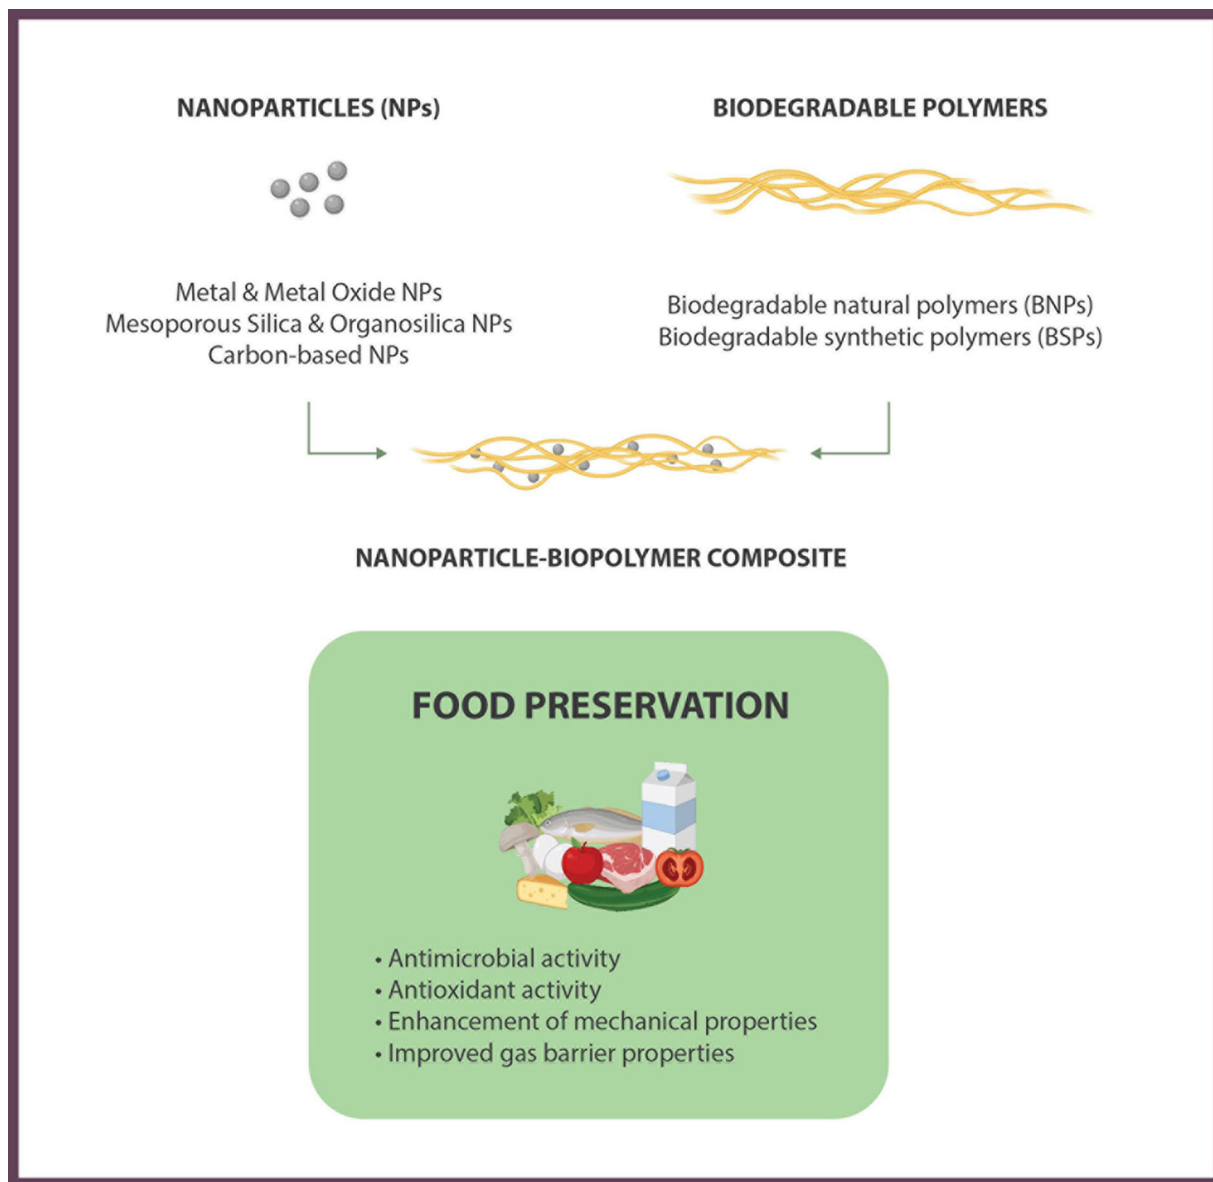 NANOPARTICLES (NPs)
Metal & Metal Oxide NPs
Mesoporous Silica & Organosilica NPs
Carbon-based NPs
BIODEGRADABLE POLYMERS
Biodegradable natural polymers (BNPs)
Biodegradable synthetic polymers (BSPs)
NANOPARTICLE-BIOPOLYMER COMPOSITE
FOOD PRESERVATION
• Antimicrobial activity
• Antioxidant activity
• Enhancement of mechanical properties
• Improved gas barrier properties